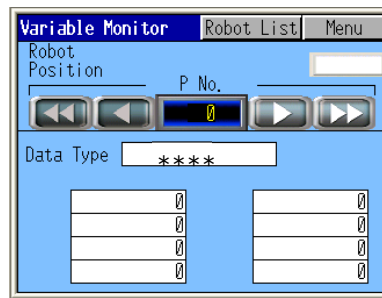 Variable Monitor Robot List Menu
Robot
Position
P No.
0
Data Type ****
0 0
0 0
0 0
0 0